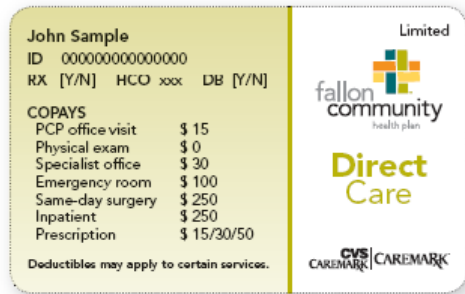 John Sample
ID 000000000000000
RX [Y/N] HCO xxx DB [Y/N]
COPAYS
PCP office visit $ 15
Physical exam $ 0
Specialist office $ 30
Emergency room $ 100
Same-day surgery $ 250
Inpatient $ 250
Prescription $ 15/30/50
Deductibles may apply to certain services.
Limited
fallon
community
health plan
Direct
Care
CVS
CAREMARK CAREMARK